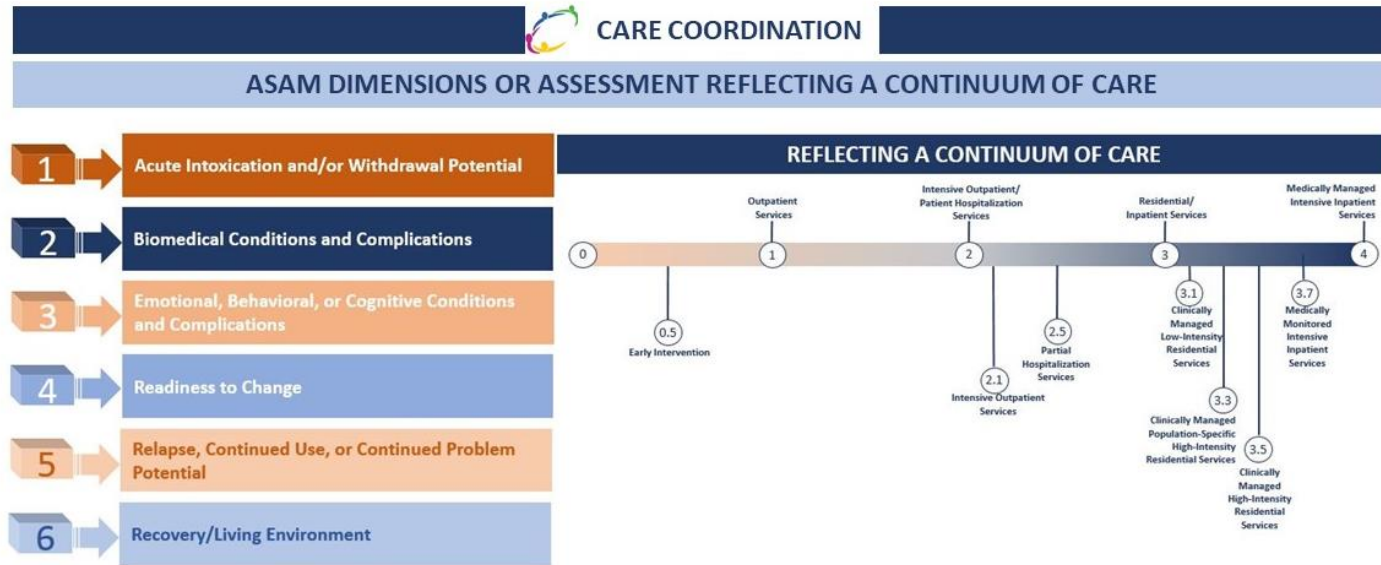 CARE COORDINATION
ASAM DIMENSIONS OR ASSESSMENT REFLECTING A CONTINUUM OF CARE
1
Acute Intoxication and/or Withdrawal Potential
2
Biomedical Conditions and Complications
3
Emotional, Behavioral, or Cognitive Conditions
and Complications
4
Readiness to Change
5
Relapse, Continued Use, or Continued Problem
Potential
6
Recovery/Living Environment
REFLECTING A CONTINUUM OF CARE
0
Outpatient
Services
1
Intensive Outpatient/
Patient Hospitalization
Services
2
Residential/
Inpatient Services
3
Medically Managed
Intensive Inpatient
Services
4
0.5
Early Intervention
2.1
Intensive Outpatient
Services
2.5
Partial
Hospitalization
Services
3.1
Clinically
Managed
Low-Intensity
Residential
Services
3.3
Clinically Managed
Population-Specific
High-Intensity
Residential Services
3.5
Clinically
Managed
High-Intensity
Residential
Services
3.7
Medically
Monitored
Intensive
Inpatient
Services